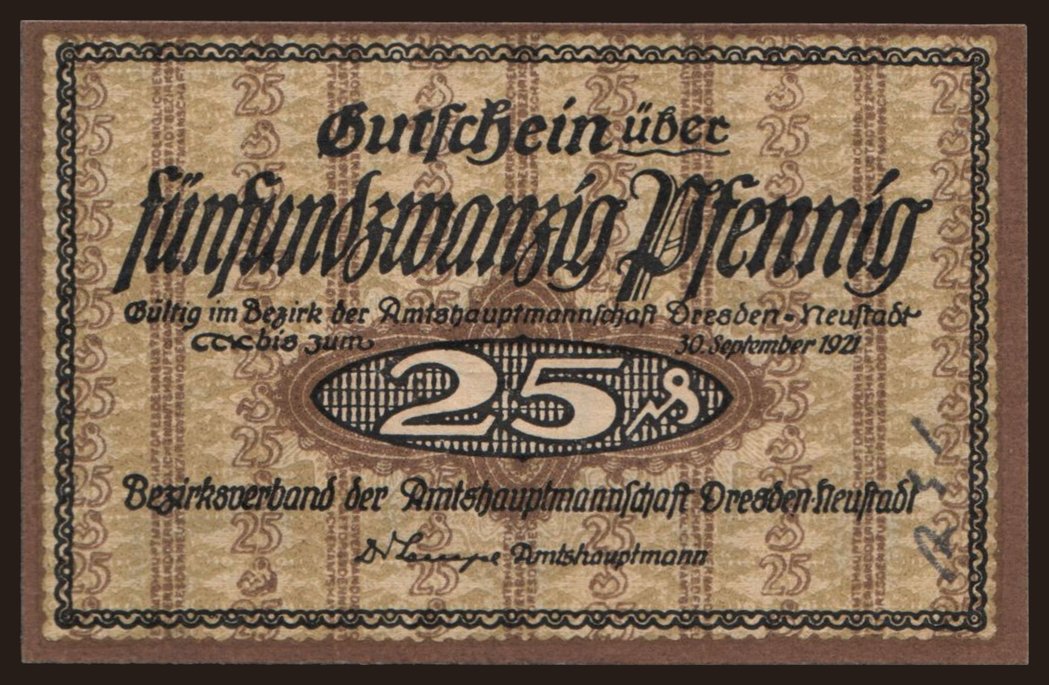 Gutschein über
fünfundzwanzig Pfennig
Gültig im Bezirk der Amtshauptmannschaft Dresden-Neustadt
bis zum 30. September 1921
25 ₰
Bezirksverband der Amtshauptmannschaft Dresden-Neustadt
Amtshauptmann